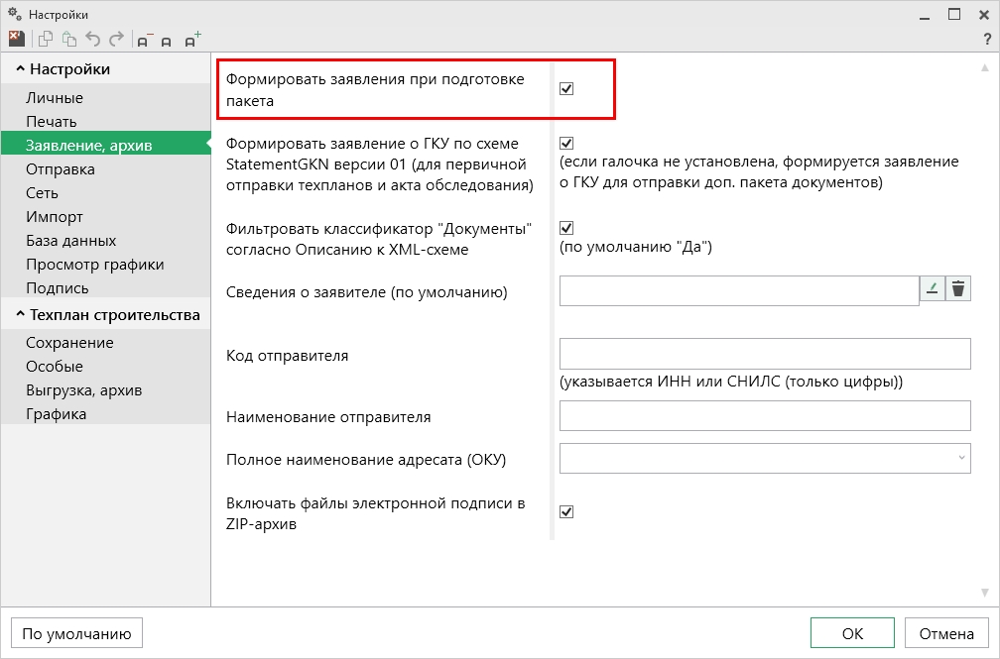 Настройки
?
Настройки
Личные
Печать
Заявление, архив
Отправка
Сеть
Импорт
База данных
Просмотр графики
Подпись
Техплан строительства
Сохранение
Особые
Выгрузка, архив
Графика
Формировать заявления при подготовке
пакета
Формировать заявление о ГКУ по схеме
StatementGKN версии 01 (для первичной
отправки техпланов и акта обследования)
(если галочка не установлена, формируется заявление
о ГКУ для отправки доп. пакета документов)
Фильтровать классификатор "Документы"
согласно Описанию к XML-схеме
(по умолчанию "Да")
Сведения о заявителе (по умолчанию)
Код отправителя
(указывается ИНН или СНИЛС (только цифры))
Наименование отправителя
Полное наименование адресата (ОКУ)
Включать файлы электронной подписи в
ZIP-архив
По умолчанию
ОК
Отмена